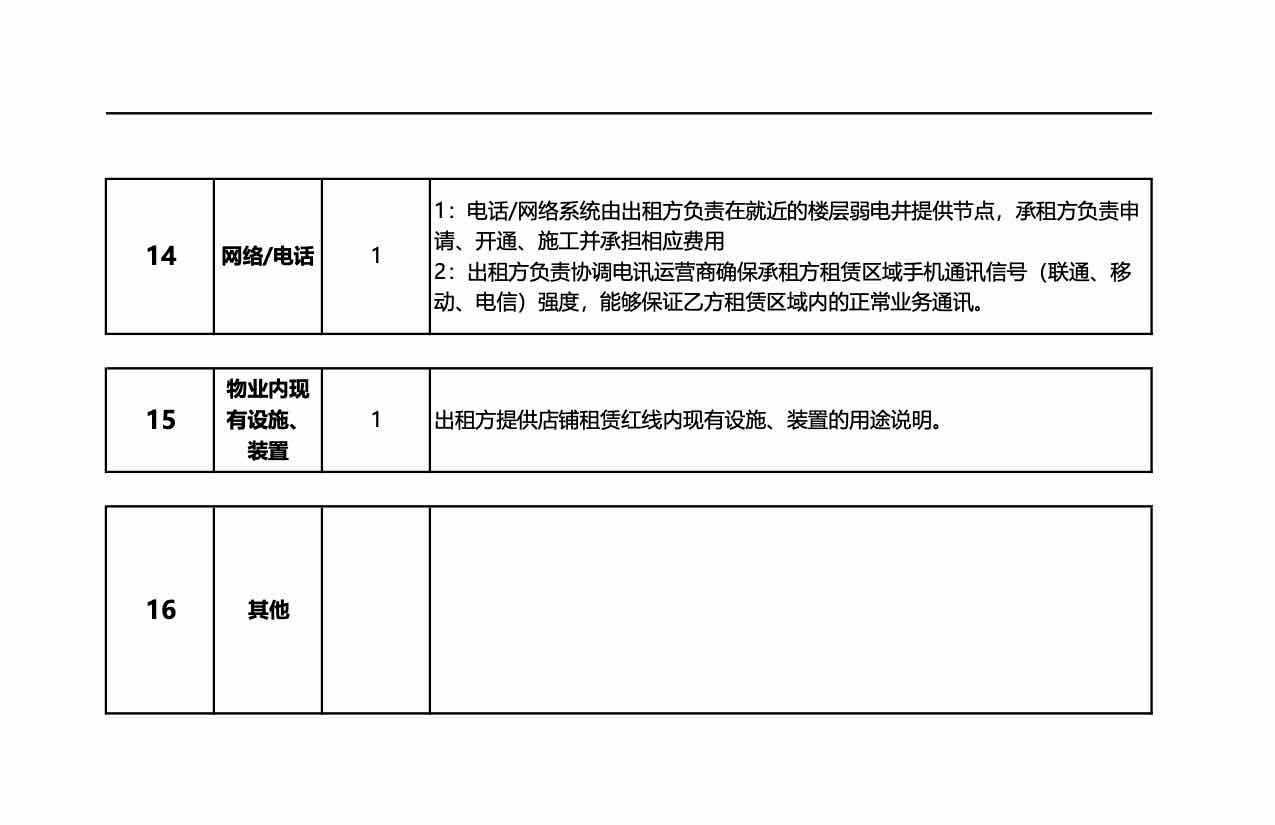 14
网络/电话
1
1：电话/网络系统由出租方负责在就近的楼层弱电井提供节点，承租方负责申
请、开通、施工并承担相应费用
2：出租方负责协调电讯运营商确保承租方租赁区域手机通讯信号（联通、移
动、电信）强度，能够保证乙方租赁区域内的正常业务通讯。
15
物业内现
有设施、
装置
1
出租方提供店铺租赁红线内现有设施、装置的用途说明。
16
其他